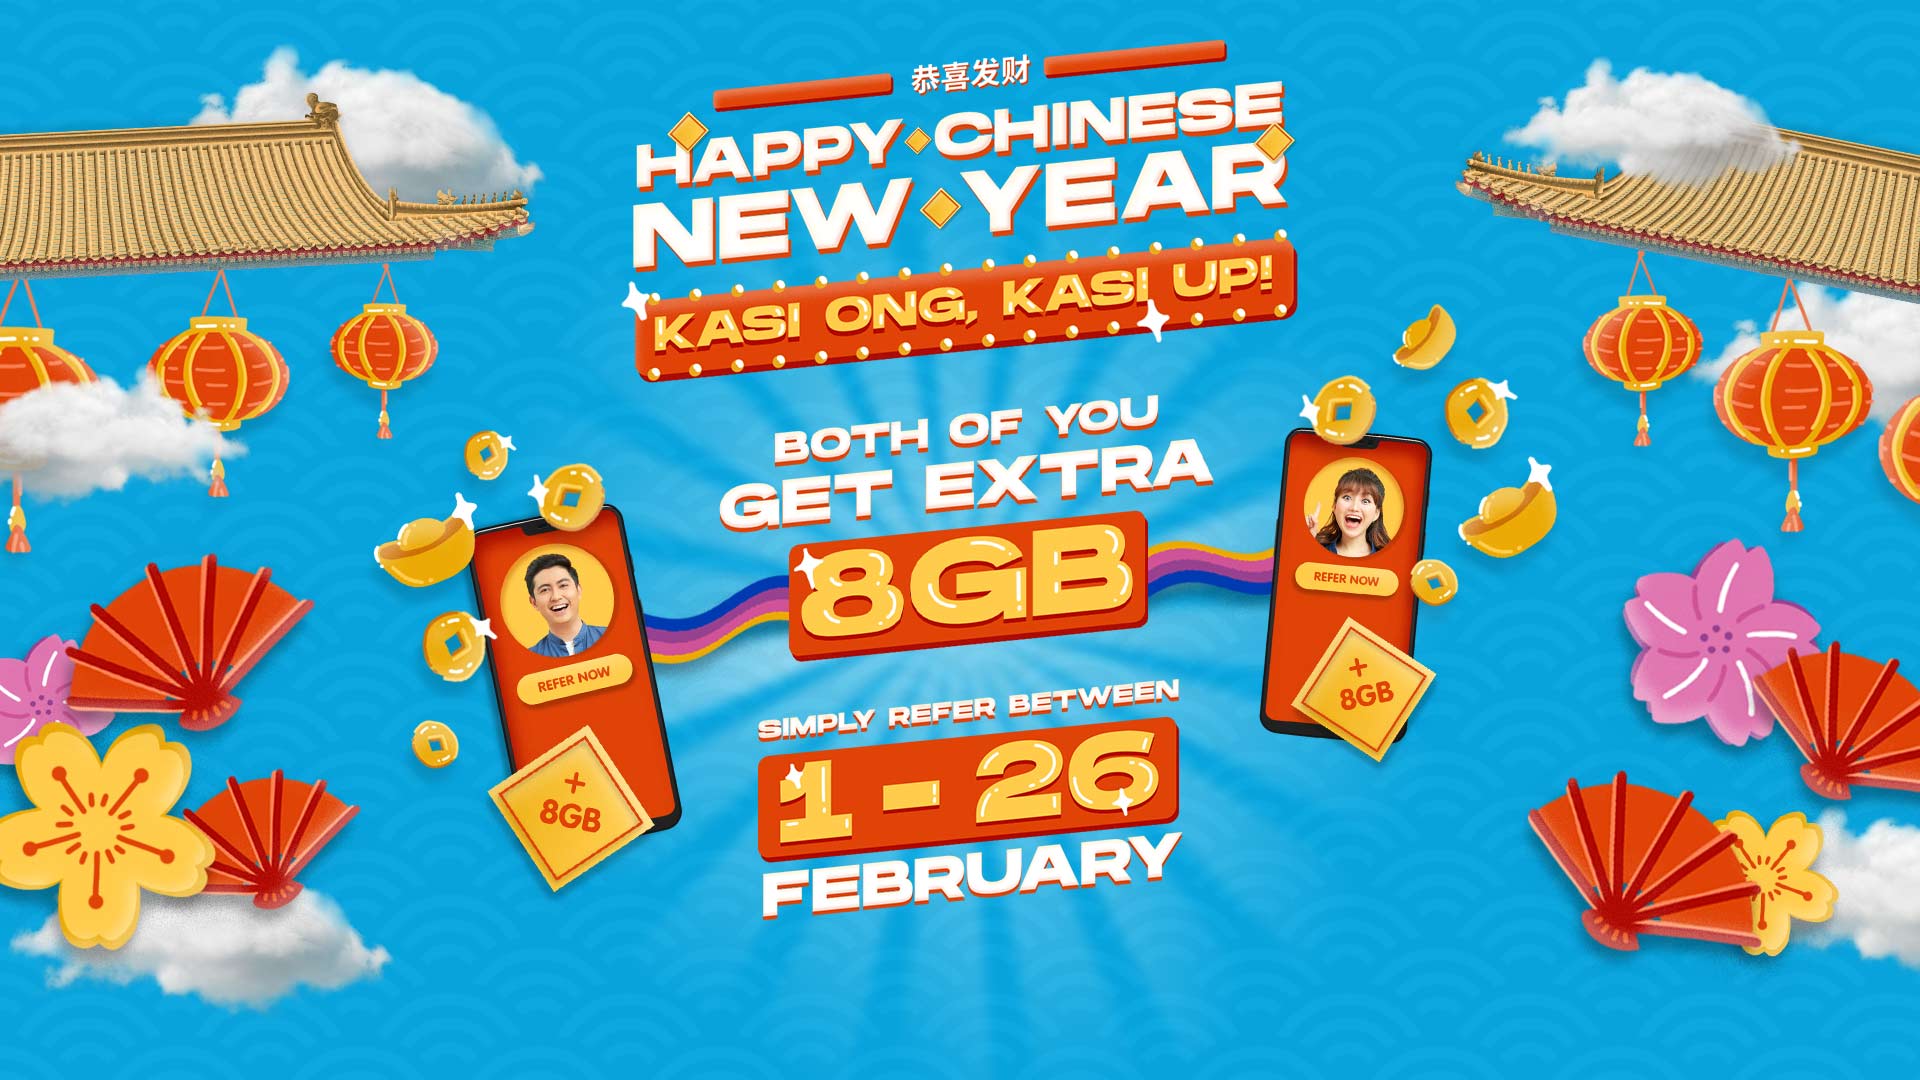 恭喜发财
HAPPY CHINESE
NEW YEAR
KASI ONG, KASI UP!
BOTH OF YOU
GET EXTRA
8GB
REFER NOW
+
8GB
REFER NOW
+
8GB
SIMPLY REFER BETWEEN
1 - 26
FEBRUARY